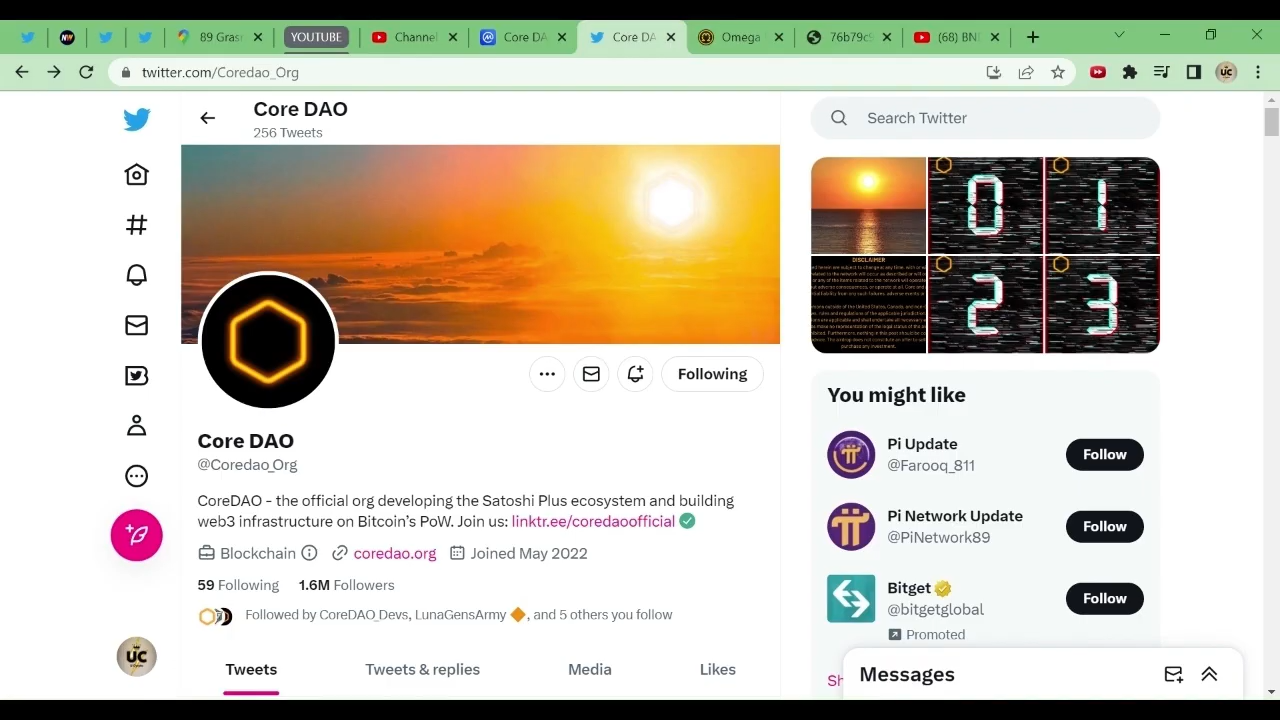 89 Gras
YOUTUBE
Channel
Core DA
Core DA
Omega
76b79c
(68) BN
twitter.com/Coredao_Org
UC
Core DAO
256 Tweets
Search Twitter
0
1
DISCLAIMER
2
3
Following
Core DAO
@Coredao_Org
CoreDAO - the official org developing the Satoshi Plus ecosystem and building
web3 infrastructure on Bitcoin's PoW. Join us: linktr.ee/coredaoofficial
Blockchain coredao.org Joined May 2022
59 Following 1.6M Followers
Followed by CoreDAO_Devs, LunaGensArmy, and 5 others you follow
Tweets Tweets & replies Media Likes
You might like
Pi Update
@Farooq_811
Follow
Pi Network Update
@PiNetwork89
Follow
Bitget
@bitgetglobal
Follow
Promoted
Sh
Messages
UC